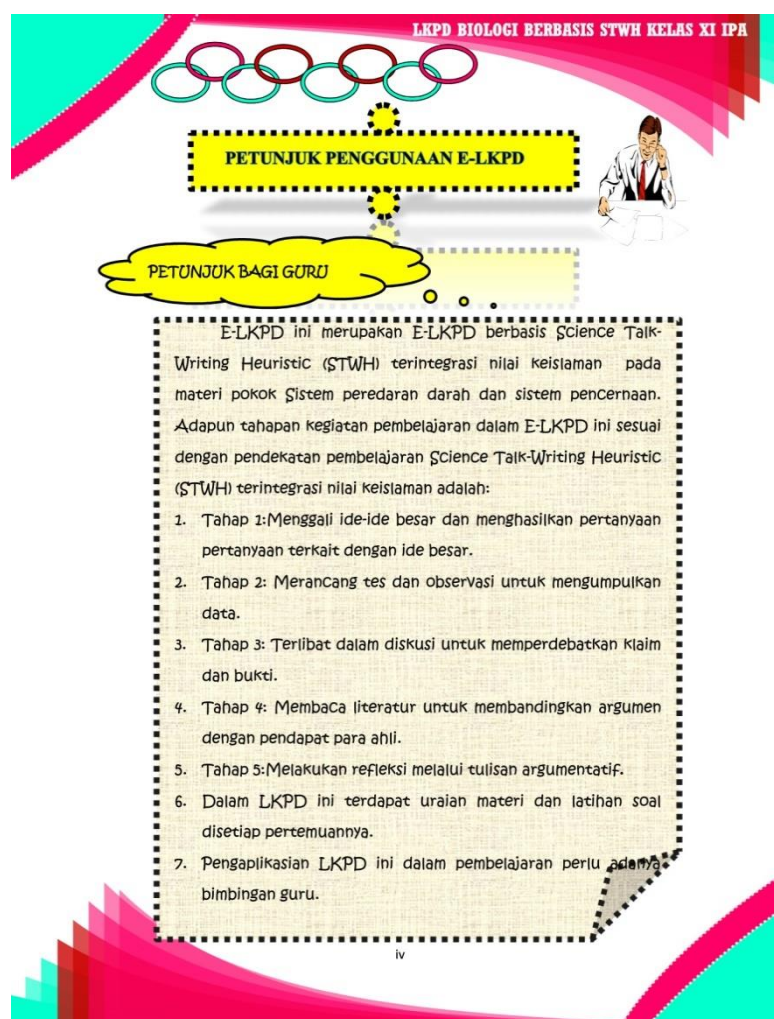 LKPD BIOLOGI BERBASIS STWH KELAS XI IPA
PETUNJUK PENGGUNAAN E-LKPD
PETUNJUK BAGI GURU
E-LKPD ini merupakan E-LKPD berbasis Science Talk-
Writing Heuristic (STWH) terintegrasi nilai keislaman pada
materi pokok Sistem peredaran darah dan sistem pencernaan.
Adapun tahapan kegiatan pembelajaran dalam E-LKPD ini sesuai
dengan pendekatan pembelajaran Science Talk-Writing Heuristic
(STWH) terintegrasi nilai keislaman adalah:
1. Tahap 1:Menggali ide-ide besar dan menghasilkan pertanyaan
pertanyaan terkait dengan ide besar.
2. Tahap 2: Merancang tes dan observasi untuk mengumpulkan
data.
3. Tahap 3: Terlibat dalam diskusi untuk memperdebatkan klaim
dan bukti.
4. Tahap 4: Membaca literatur untuk membandingkan argumen
dengan pendapat para ahli.
5. Tahap 5:Melakukan refleksi melalui tulisan argumentatif.
6. Dalam LKPD ini terdapat uraian materi dan latihan soal
disetiap pertemuannya.
7. Pengaplikasian LKPD ini dalam pembelajaran perlu adanya
bimbingan guru.
iv